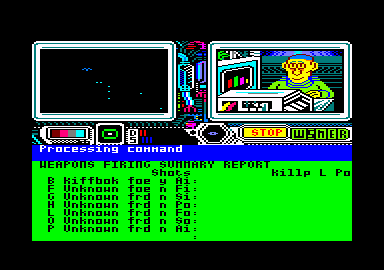 STOP
Processing command
WEAPONS FIRING SUMMARY REPORT
Shots Killp L Po
B Kiffbok foe y Ai:
F Unknown foe n Fi:
G Unknown frd n Si:
H Unknown frd n Po:
L Unknown frd n Fo:
O Unknown frd n So:
P Unknown frd n Ai:
: